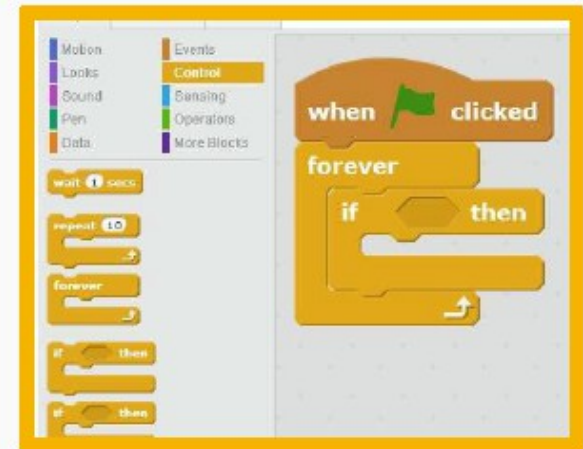 Motion
Events
Looks
Control
Sound
Sensing
Pen
Operators
Data
More Blocks
wait 1 secs
repeat 10
forever
if then
if then
when clicked
forever
if then